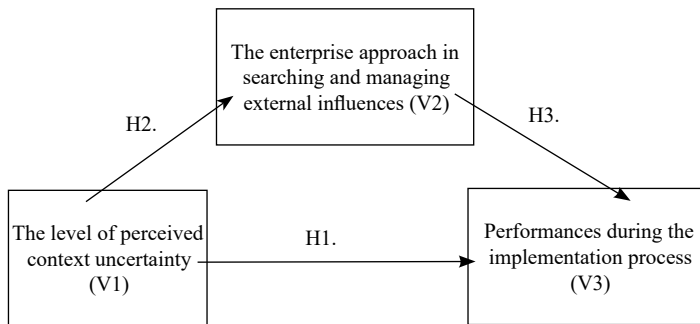 The enterprise approach in
searching and managing
external influences (V2)
H2.
H3.
The level of perceived
context uncertainty
(V1)
H1.
Performances during the
implementation process
(V3)